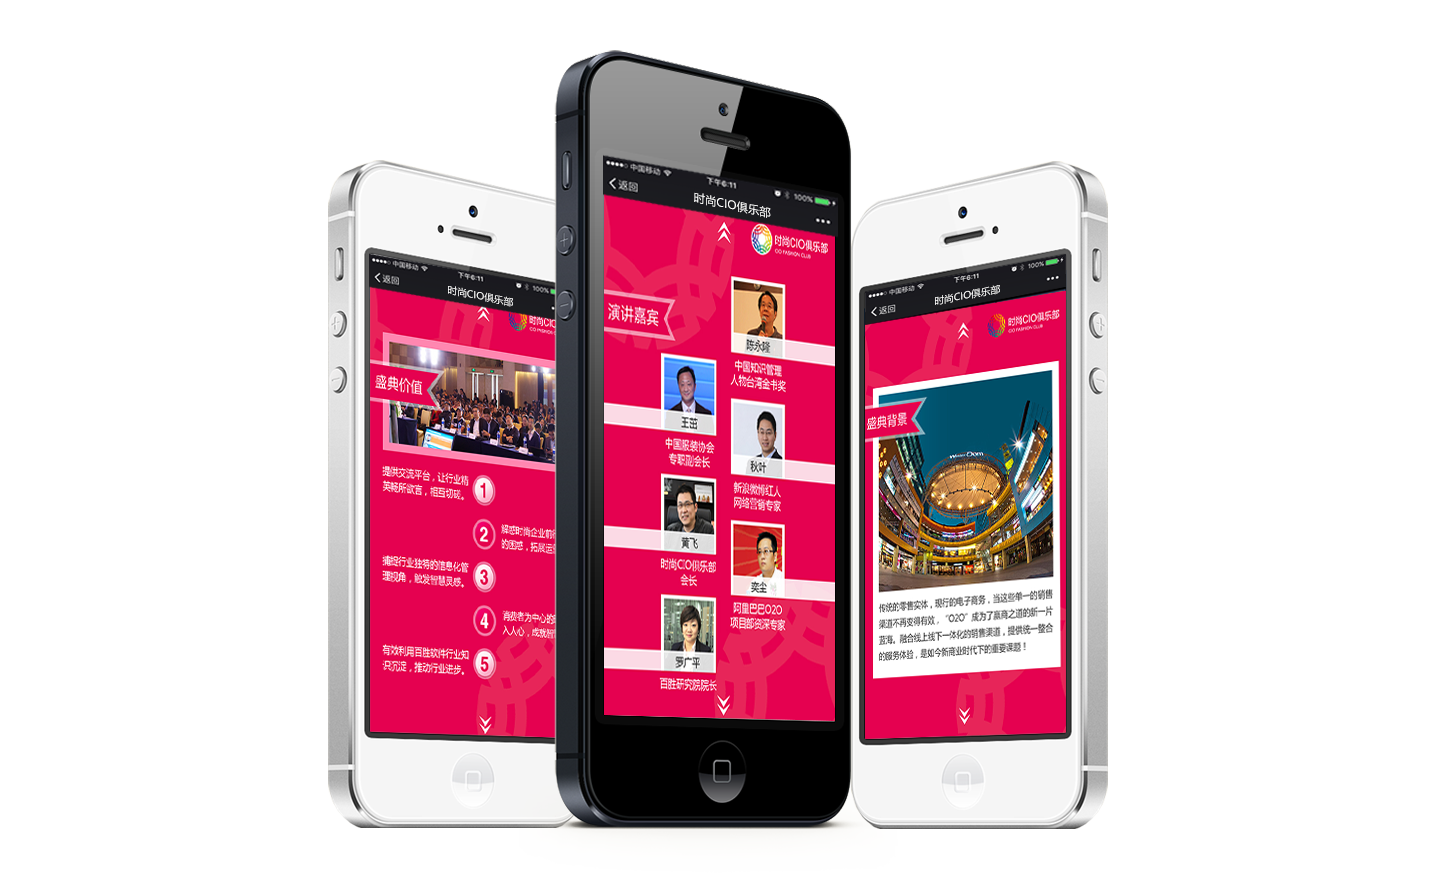 中国移动
下午6:11
100%
返回
时尚CIO俱乐部
时尚CIO俱乐部
CIO FASHION CLUB
盛典价值
提供交流平台，让行业精
英畅所欲言，相互切磋。
1
2
解惑时尚企业前行
的困惑，拓展运
捕捉行业独特的信息化管
理视角，触发智慧灵感。
3
4
消费者为中心的
入人心，成就智
有效利用百胜软件行业知
识沉淀，推动行业进步。
5
中国移动
下午6:11
100%
返回
时尚CIO俱乐部
时尚CIO俱乐部
CIO FASHION CLUB
演讲嘉宾
陈永隆
中国知识管理
人物台湾金书奖
王茁
中国服装协会
专职副会长
秋叶
新浪微博红人
网络营销专家
黄飞
时尚CIO俱乐部
会长
奕尘
阿里巴巴O2O
项目部资深专家
罗广平
百胜研究院院长
中国移动
下午6:11
100%
返回
时尚CIO俱乐部
时尚CIO俱乐部
CIO FASHION CLUB
盛典背景
传统的零售实体，现行的电子商务，当这些单一的销售
渠道不再变得有效，“O2O”成为了赢商之道的新一片
蓝海。融合线上线下一体化的销售渠道，提供统一整合
的服务体验，是如今新商业时代下的重要课题！